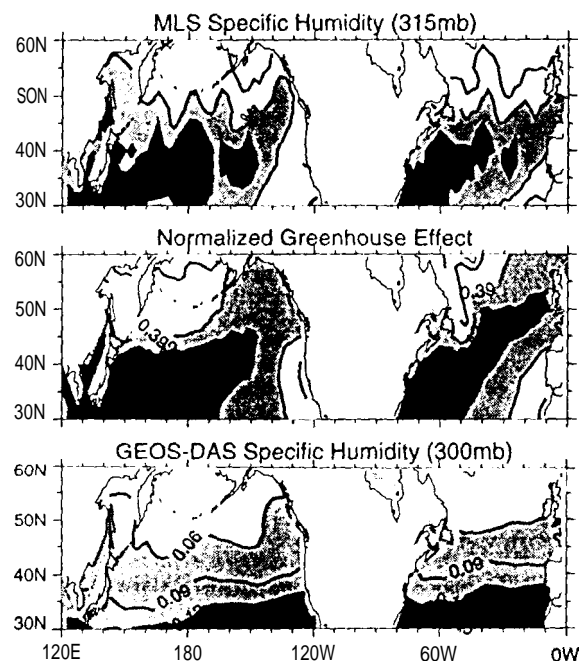 MLS Specific Humidity (315mb)
60N
50N
40N
30N
Normalized Greenhouse Effect
60N
50N
40N
30N
0.392
0.39
GEOS-DAS Specific Humidity (300mb)
60N
50N
40N
30N
0.06
0.09
0.09
120E 180 120W 60W 0W